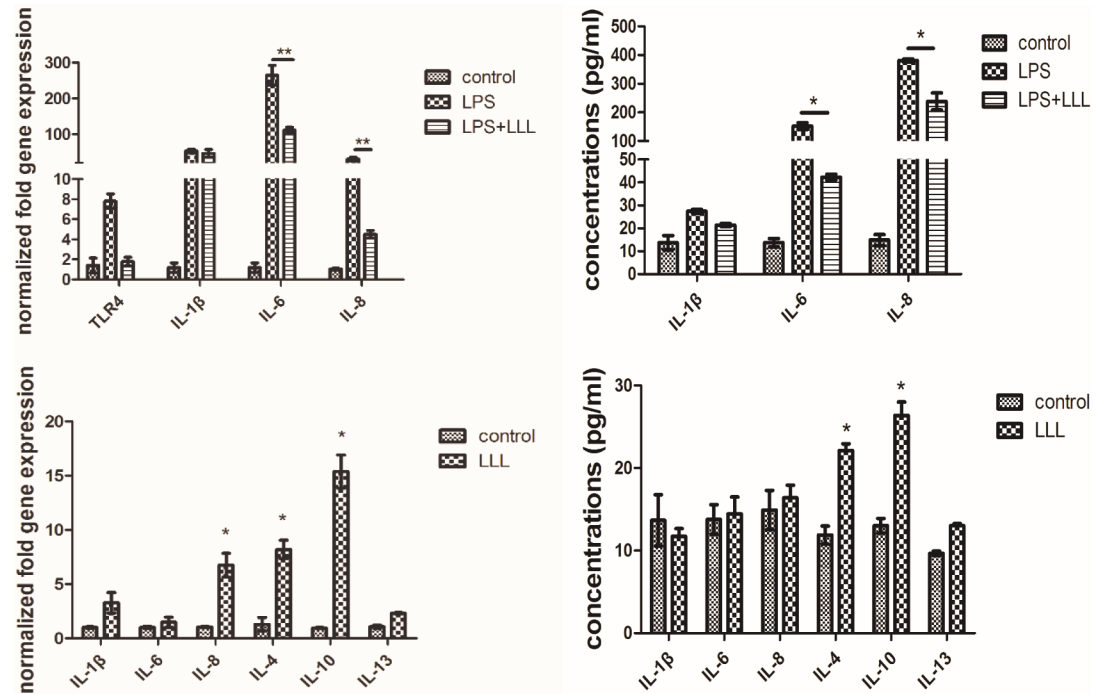 normalized fold gene expression
300
200
100
10
8
6
4
2
0
**
**
TLR4
IL-1β
IL-6
IL-8
control
LPS
LPS+LLL
concentrations (pg/ml)
500
400
300
200
100
50
40
30
20
10
0
*
*
IL-1β
IL-6
IL-8
control
LPS
LPS+LLL
normalized fold gene expression
20
15
10
5
0
*
*
*
IL-1β
IL-6
IL-8
IL-4
IL-10
IL-13
control
LLL
concentrations (pg/ml)
30
20
10
0
*
*
IL-1β
IL-6
IL-8
IL-4
IL-10
IL-13
control
LLL